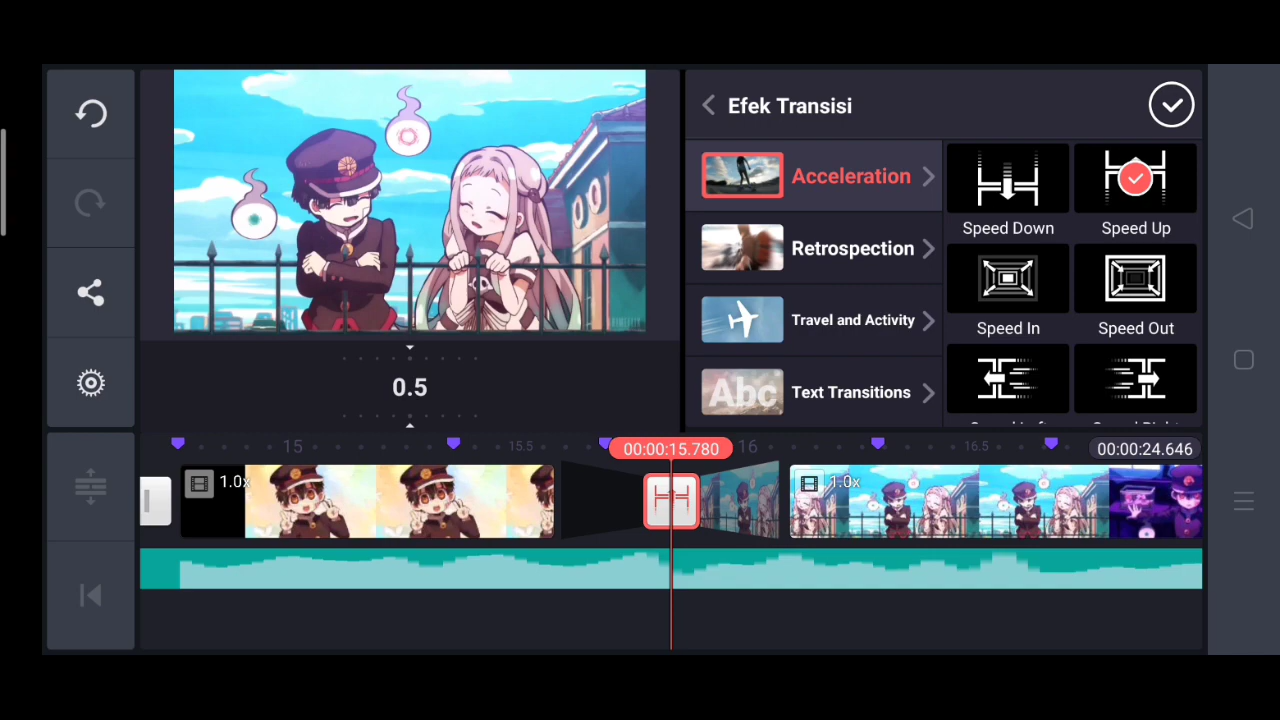 Efek Transisi
Acceleration
Speed Down
Speed Up
Retrospection
Travel and Activity
Speed In
Speed Out
Abc
Text Transitions
0.5
15
15.5
00:00:15.780
16
16.5
00:00:24.646
1.0x
1.0x